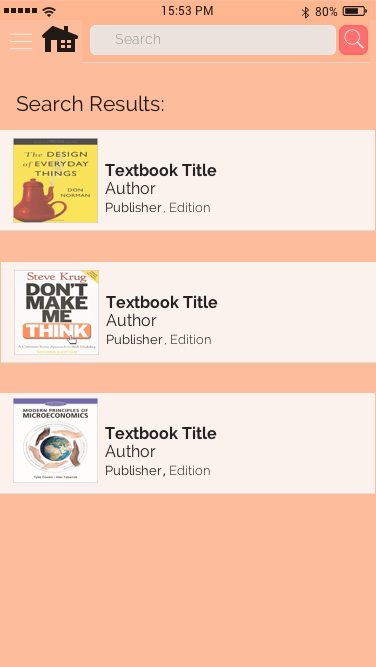 15:53 PM
80%
Search
Search Results:
The DESIGN
of EVERYDAY
THINGS
DON
NORMAN
Textbook Title
Author
Publisher, Edition
Steve Krug
DON'T
MAKE
ME
THINK
Textbook Title
Author
Publisher, Edition
MODERN PRINCIPLES OF
MICROECONOMICS
Textbook Title
Author
Publisher, Edition